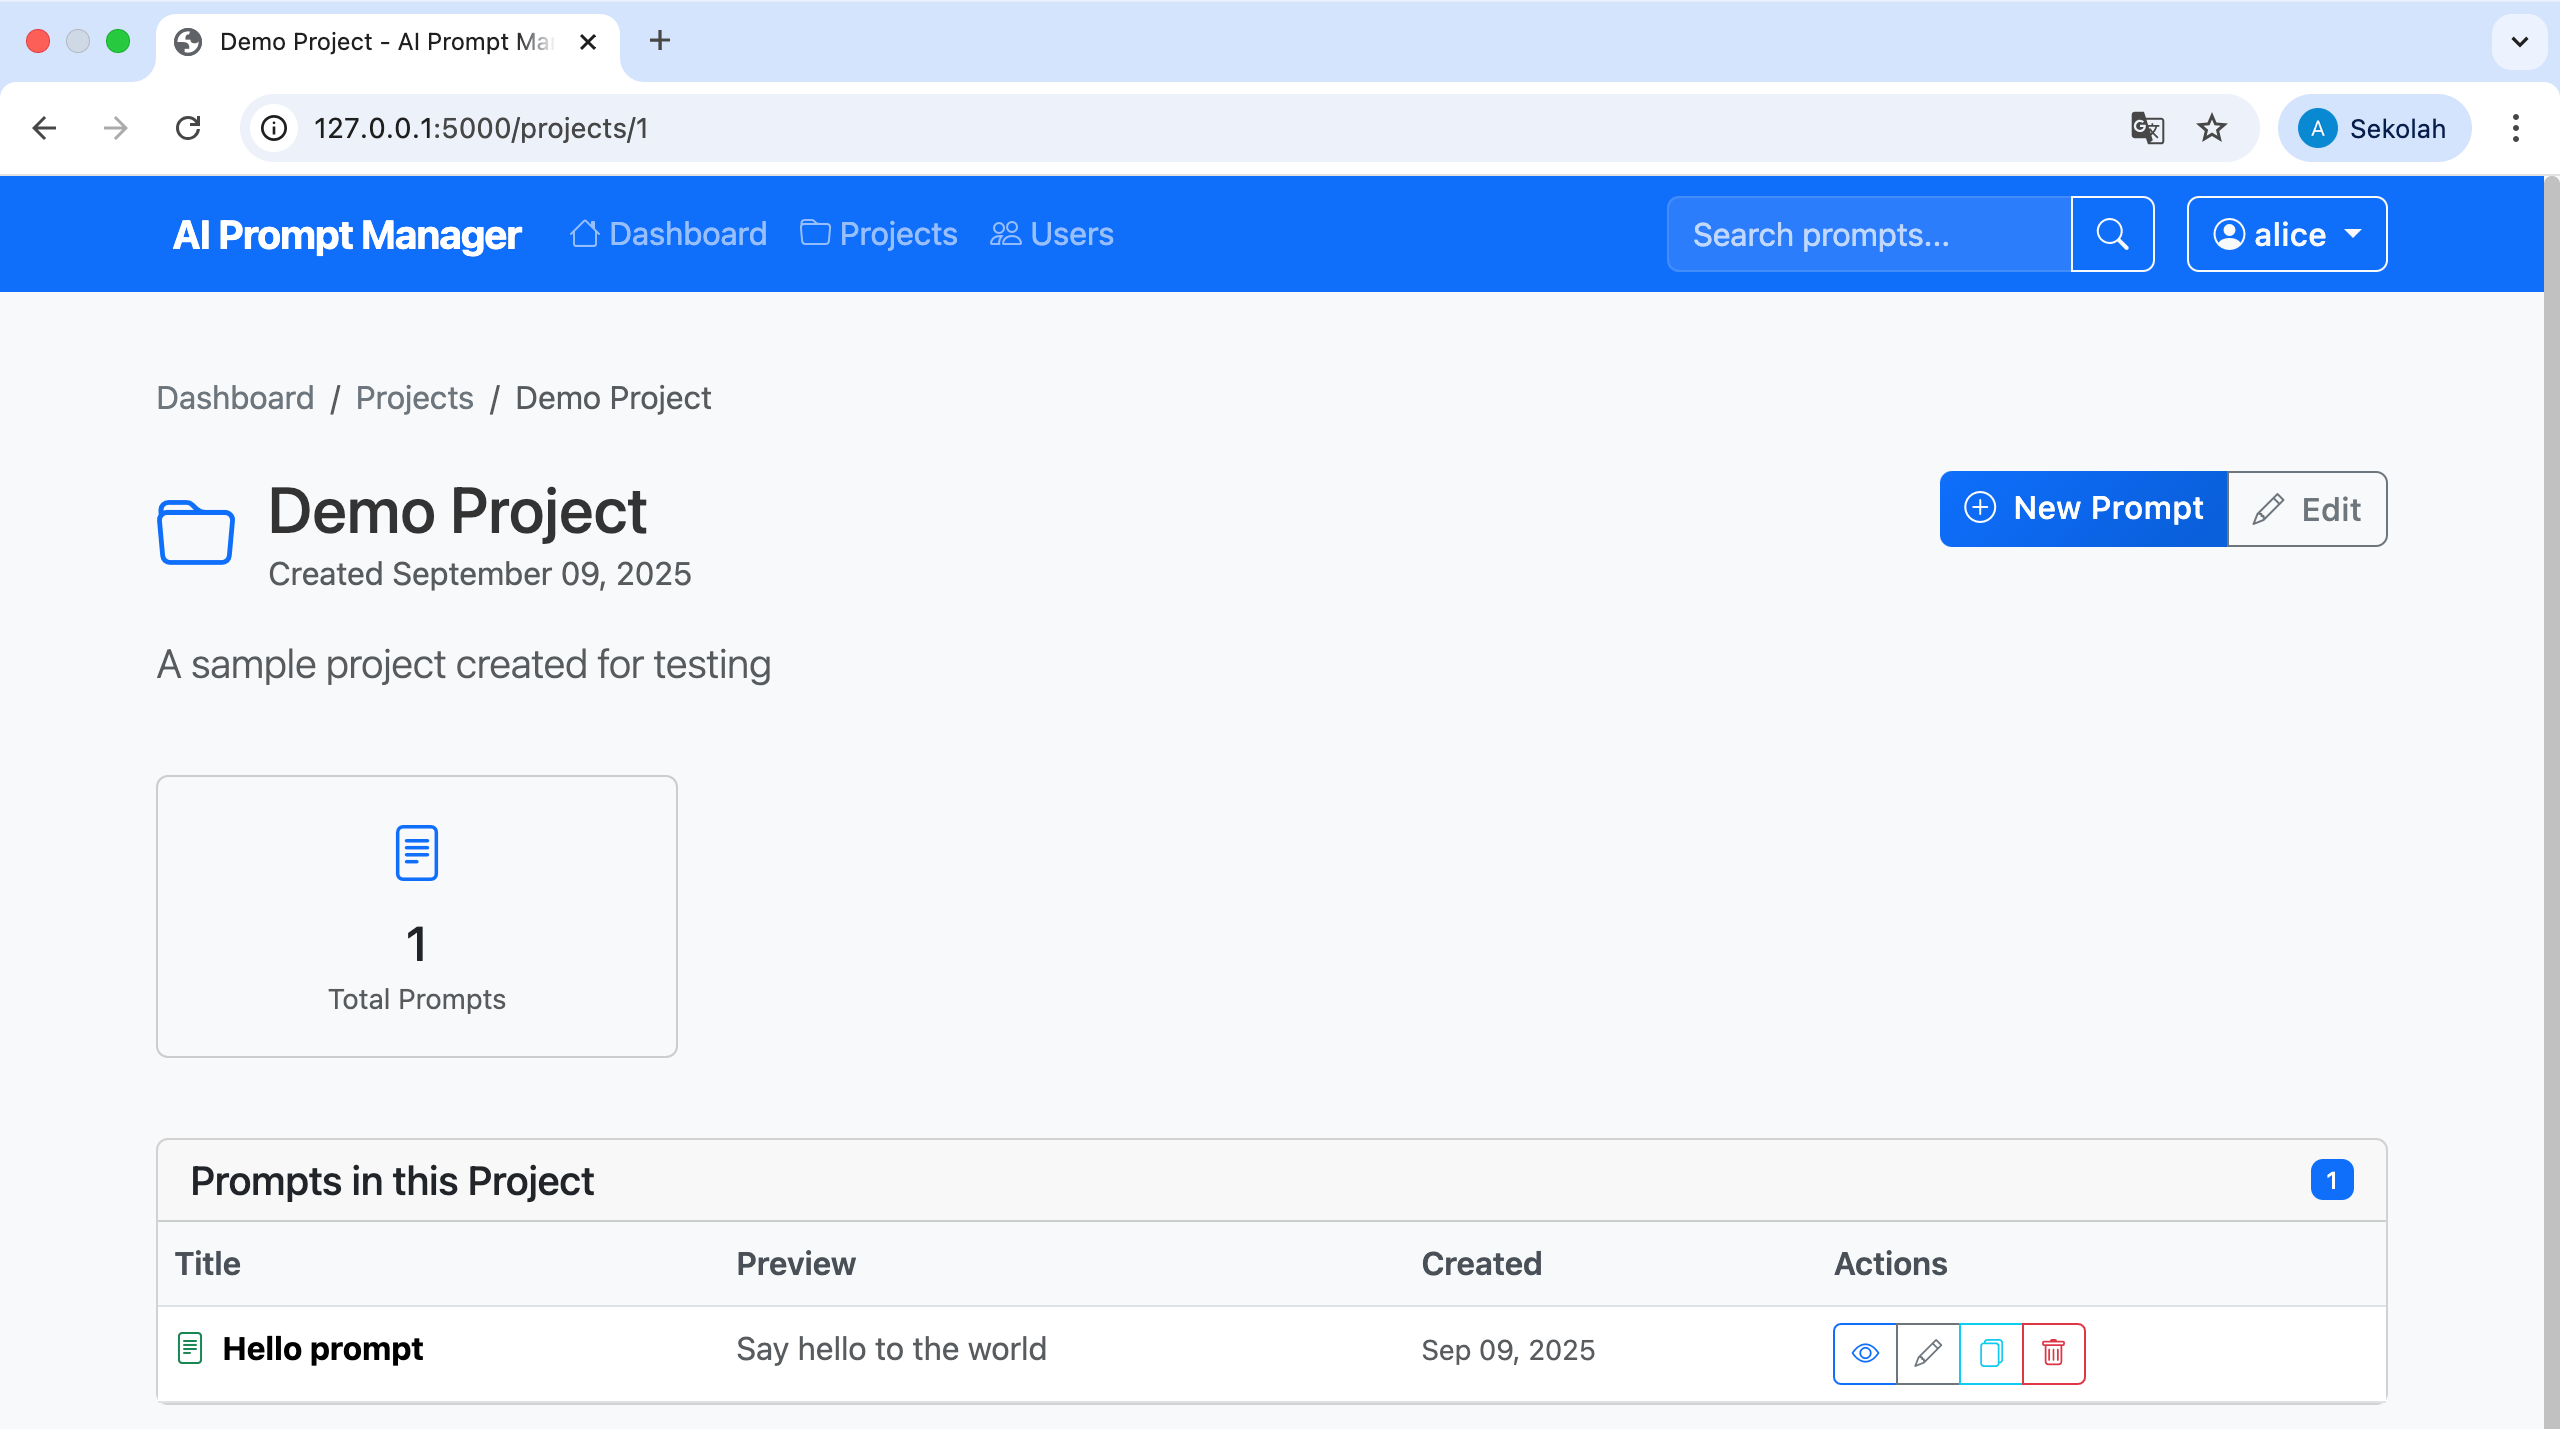 Demo Project - AI Prompt Ma
127.0.0.1:5000/projects/1
A Sekolah
AI Prompt Manager Dashboard Projects Users Search prompts... alice
Dashboard / Projects / Demo Project
Demo Project
New Prompt Edit
Created September 09, 2025
A sample project created for testing
1
Total Prompts
Prompts in this Project 1
Title Preview Created Actions
Hello prompt Say hello to the world Sep 09, 2025